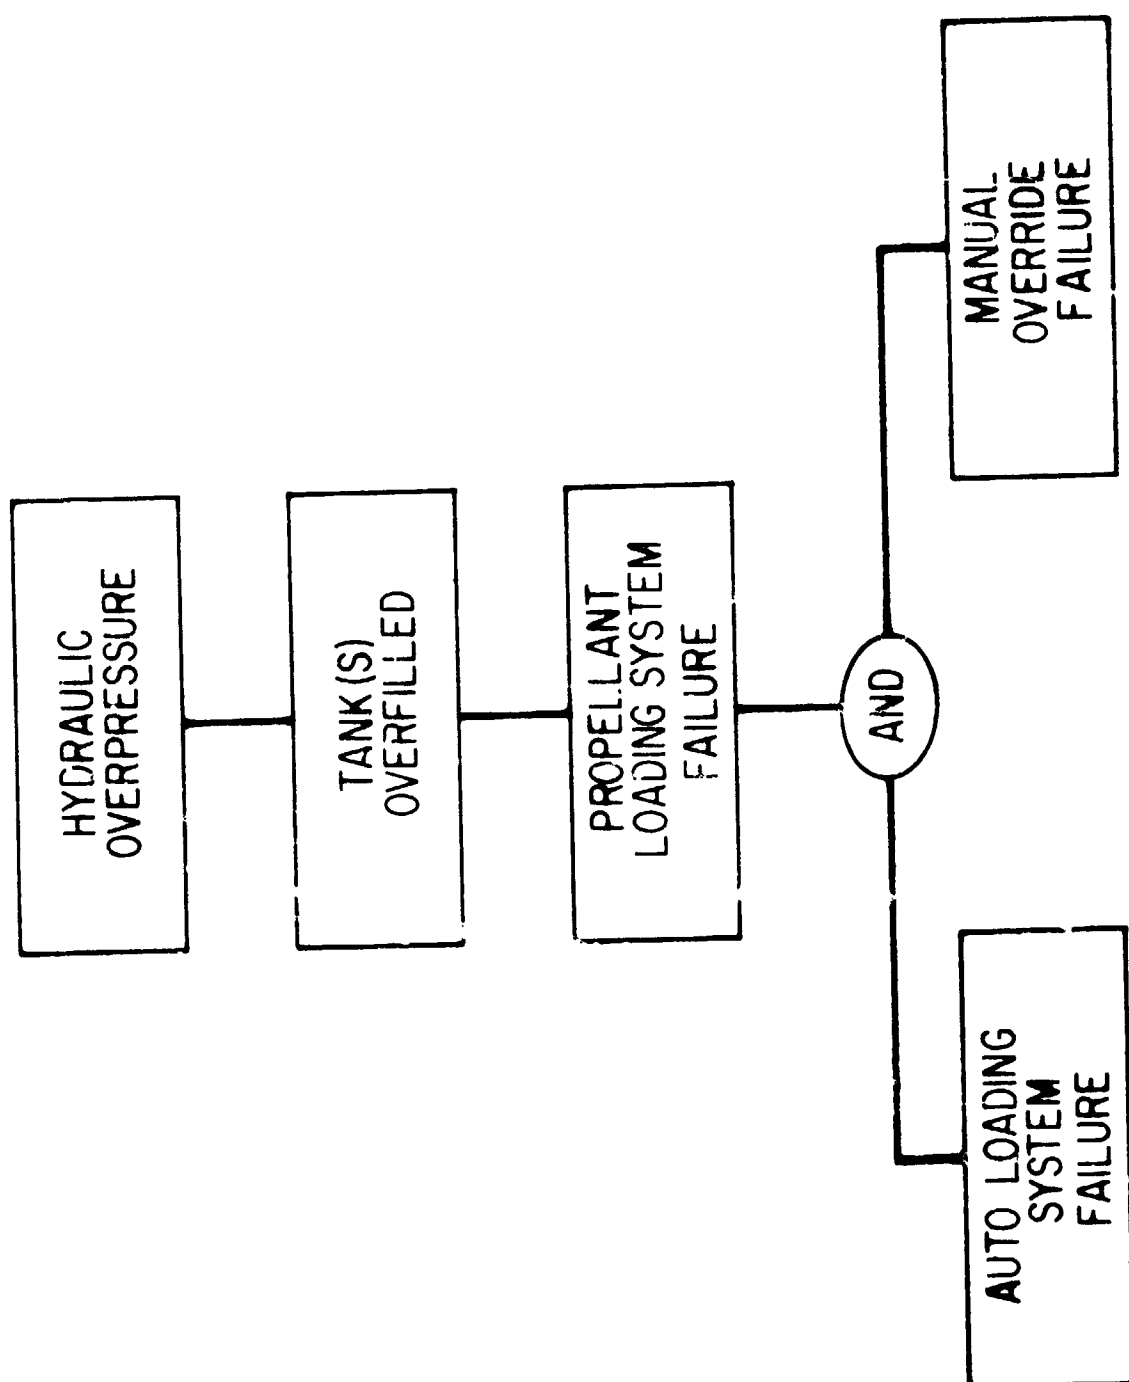 HYDRAULIC
OVERPRESSURE
TANK(S)
OVERFILLED
PROPELLANT
LOADING SYSTEM
FAILURE
AND
AUTO LOADING
SYSTEM
FAILURE
MANUAL
OVERRIDE
FAILURE